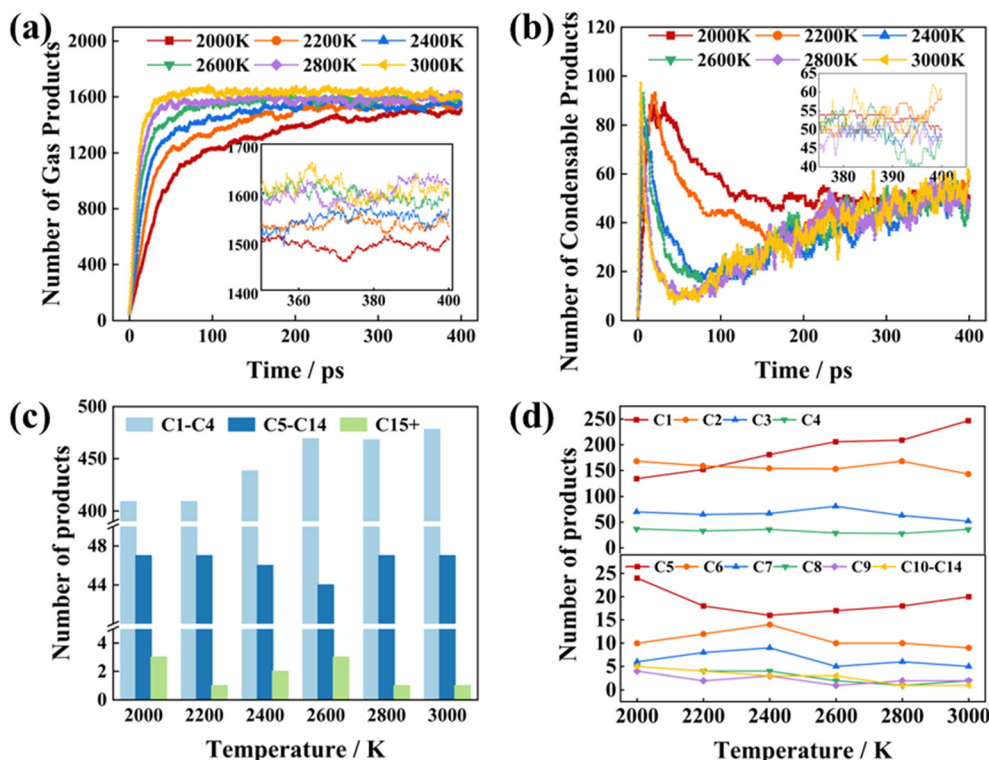 (a)
2000K 2200K 2400K
2600K 2800K 3000K
Number of Gas Products
2000
1600
1200
800
400
0
1700
1600
1500
1400
350 360 380 400
0 100 200 300 400
Time / ps
(b)
2000K 2200K 2400K
2600K 2800K 3000K
Number of Condensable Products
120
100
80
60
40
20
0
65
60
55
50
45
40
375 380 390 400
0 100 200 300 400
Time / ps
(c)
C1-C4 C5-C14 C15+
Number of products
500
450
400
48
44
4
2
0
2000 2200 2400 2600 2800 3000
Temperature / K
(d)
C1 C2 C3 C4
Number of products
250
200
150
100
50
0
C5 C6 C7 C8 C9 C10-C14
25
20
15
10
5
0
2000 2200 2400 2600 2800 3000
Temperature / K